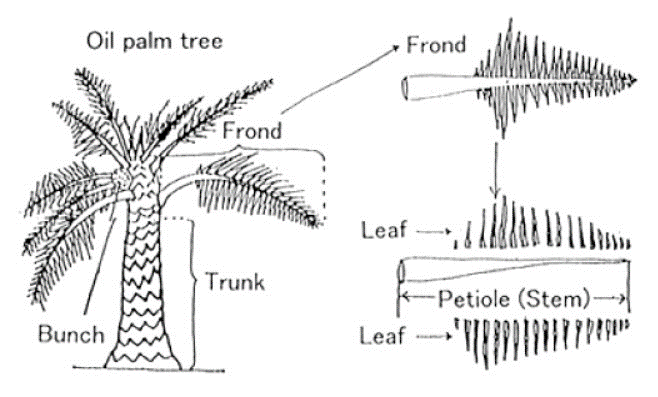 Oil palm tree
Frond
Trunk
Bunch
Frond
Leaf
Petiole (Stem)
Leaf